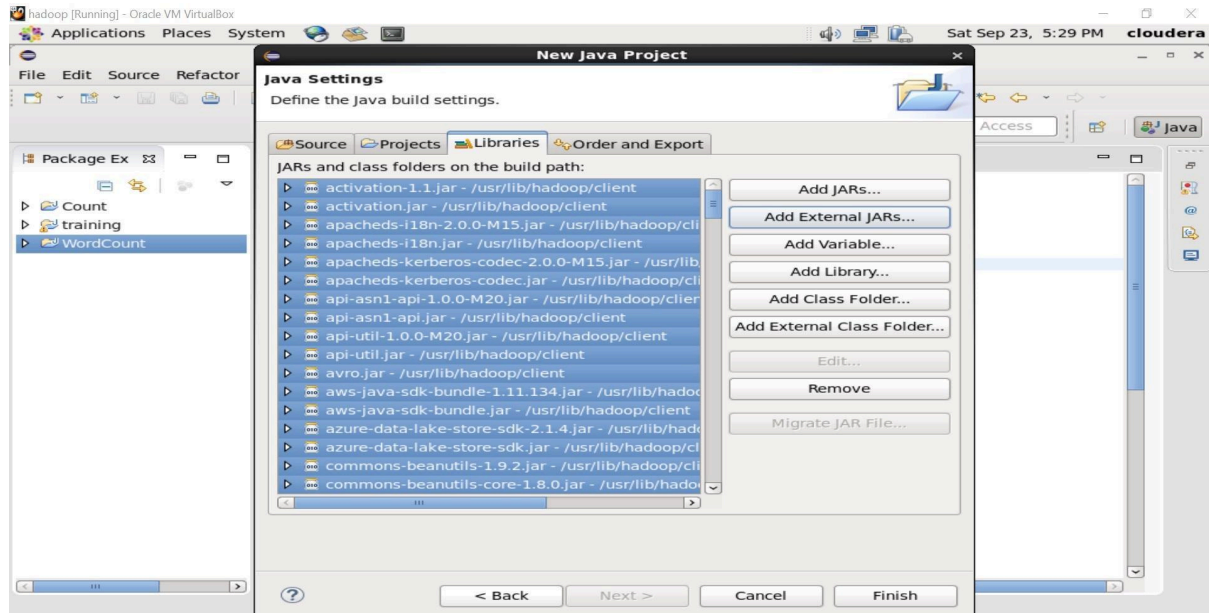 hadoop [Running] - Oracle VM VirtualBox
Applications Places System Sat Sep 23, 5:29 PM cloudera
New Java Project
File Edit Source Refactor
Java Settings
Define the Java build settings.
Access Java
Source Projects Libraries Order and Export
Package Ex
JARs and class folders on the build path:
activation-1.1.jar - /usr/lib/hadoop/client
Add JARs...
Count
activation.jar - /usr/lib/hadoop/client
Add External JARs...
training
apacheds-i18n-2.0.0-M15.jar - /usr/lib/hadoop/cli
WordCount
apacheds-i18n.jar - /usr/lib/hadoop/client
Add Variable...
apacheds-kerberos-codec-2.0.0-M15.jar - /usr/lib
Add Library...
apacheds-kerberos-codec.jar - /usr/lib/hadoop/cli
api-asn1-api-1.0.0-M20.jar - /usr/lib/hadoop/clien
Add Class Folder...
api-asn1-api.jar - /usr/lib/hadoop/client
Add External Class Folder...
api-util-1.0.0-M20.jar - /usr/lib/hadoop/client
api-util.jar - /usr/lib/hadoop/client
Edit...
avro.jar - /usr/lib/hadoop/client
aws-java-sdk-bundle-1.11.134.jar - /usr/lib/hadoo
Remove
aws-java-sdk-bundle.jar - /usr/lib/hadoop/client
azure-data-lake-store-sdk-2.1.4.jar - /usr/lib/hado
Migrate JAR File...
azure-data-lake-store-sdk.jar - /usr/lib/hadoop/cl
commons-beanutils-1.9.2.jar - /usr/lib/hadoop/cli
commons-beanutils-core-1.8.0.jar - /usr/lib/hadoo
< Back Next > Cancel Finish